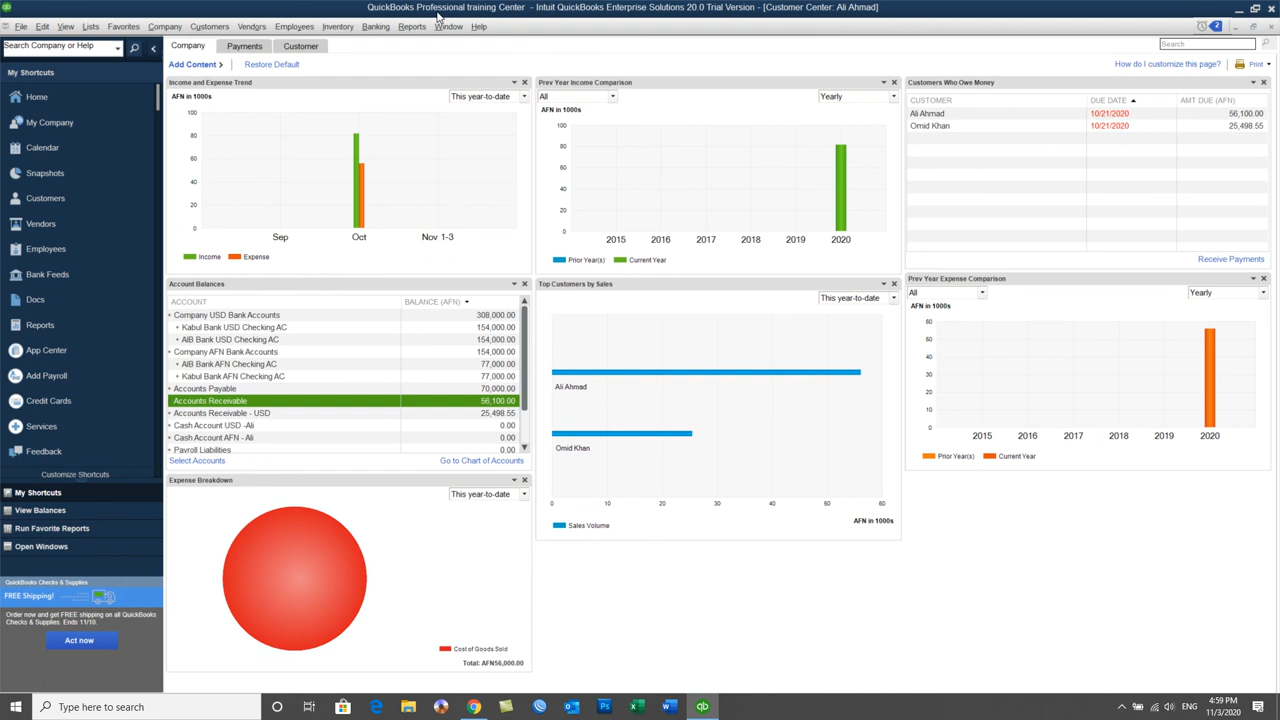 QuickBooks Professional training Center - Intuit QuickBooks Enterprise Solutions 20.0 Trial Version - [Customer Center: Ali Ahmad]
File Edit View Lists Favorites Company Customers Vendors Employees Inventory Banking Reports Window Help
2
Search Company or Help
Company Payments Customer
Search
Add Content Restore Default
How do I customize this page?
Print
My Shortcuts
Home
My Company
Calendar
Snapshots
Customers
Vendors
Employees
Bank Feeds
Docs
Reports
App Center
Add Payroll
Credit Cards
Services
Feedback
Customize Shortcuts
My Shortcuts
View Balances
Run Favorite Reports
Open Windows
QuickBooks Checks & Supplies
FREE Shipping!
Order now and get FREE shipping on all QuickBooks
Checks & Supplies. Ends 11/10.
Act now
Income and Expense Trend
AFN in 1000s
This year-to-date
100
80
60
40
20
0
Sep Oct Nov 1-3
Income Expense
Prev Year Income Comparison
All
Yearly
AFN in 1000s
100
80
60
40
20
0
2015 2016 2017 2018 2019 2020
Prior Year(s) Current Year
Customers Who Owe Money
CUSTOMER DUE DATE AMT DUE (AFN)
Ali Ahmad 10/21/2020 56,100.00
Omid Khan 10/21/2020 25,498.55
Receive Payments
Account Balances
ACCOUNT BALANCE (AFN)
Company USD Bank Accounts 308,000.00
Kabul Bank USD Checking AC 154,000.00
AIB Bank USD Checking AC 154,000.00
Company AFN Bank Accounts 154,000.00
AIB Bank AFN Checking AC 77,000.00
Kabul Bank AFN Checking AC 77,000.00
Accounts Payable 70,000.00
Accounts Receivable 56,100.00
Accounts Receivable - USD 25,498.55
Cash Account USD -Ali 0.00
Cash Account AFN - Ali 0.00
Payroll Liabilities 0.00
Select Accounts Go to Chart of Accounts
Top Customers by Sales
This year-to-date
Ali Ahmad
Omid Khan
0 10 20 30 40 50 60
AFN in 1000s
Sales Volume
Prev Year Expense Comparison
All
Yearly
AFN in 1000s
60
50
40
30
20
10
0
2015 2016 2017 2018 2019 2020
Prior Year(s) Current Year
Expense Breakdown
This year-to-date
Cost of Goods Sold
Total: AFN56,000.00
Type here to search
ENG
4:59 PM
11/3/2020